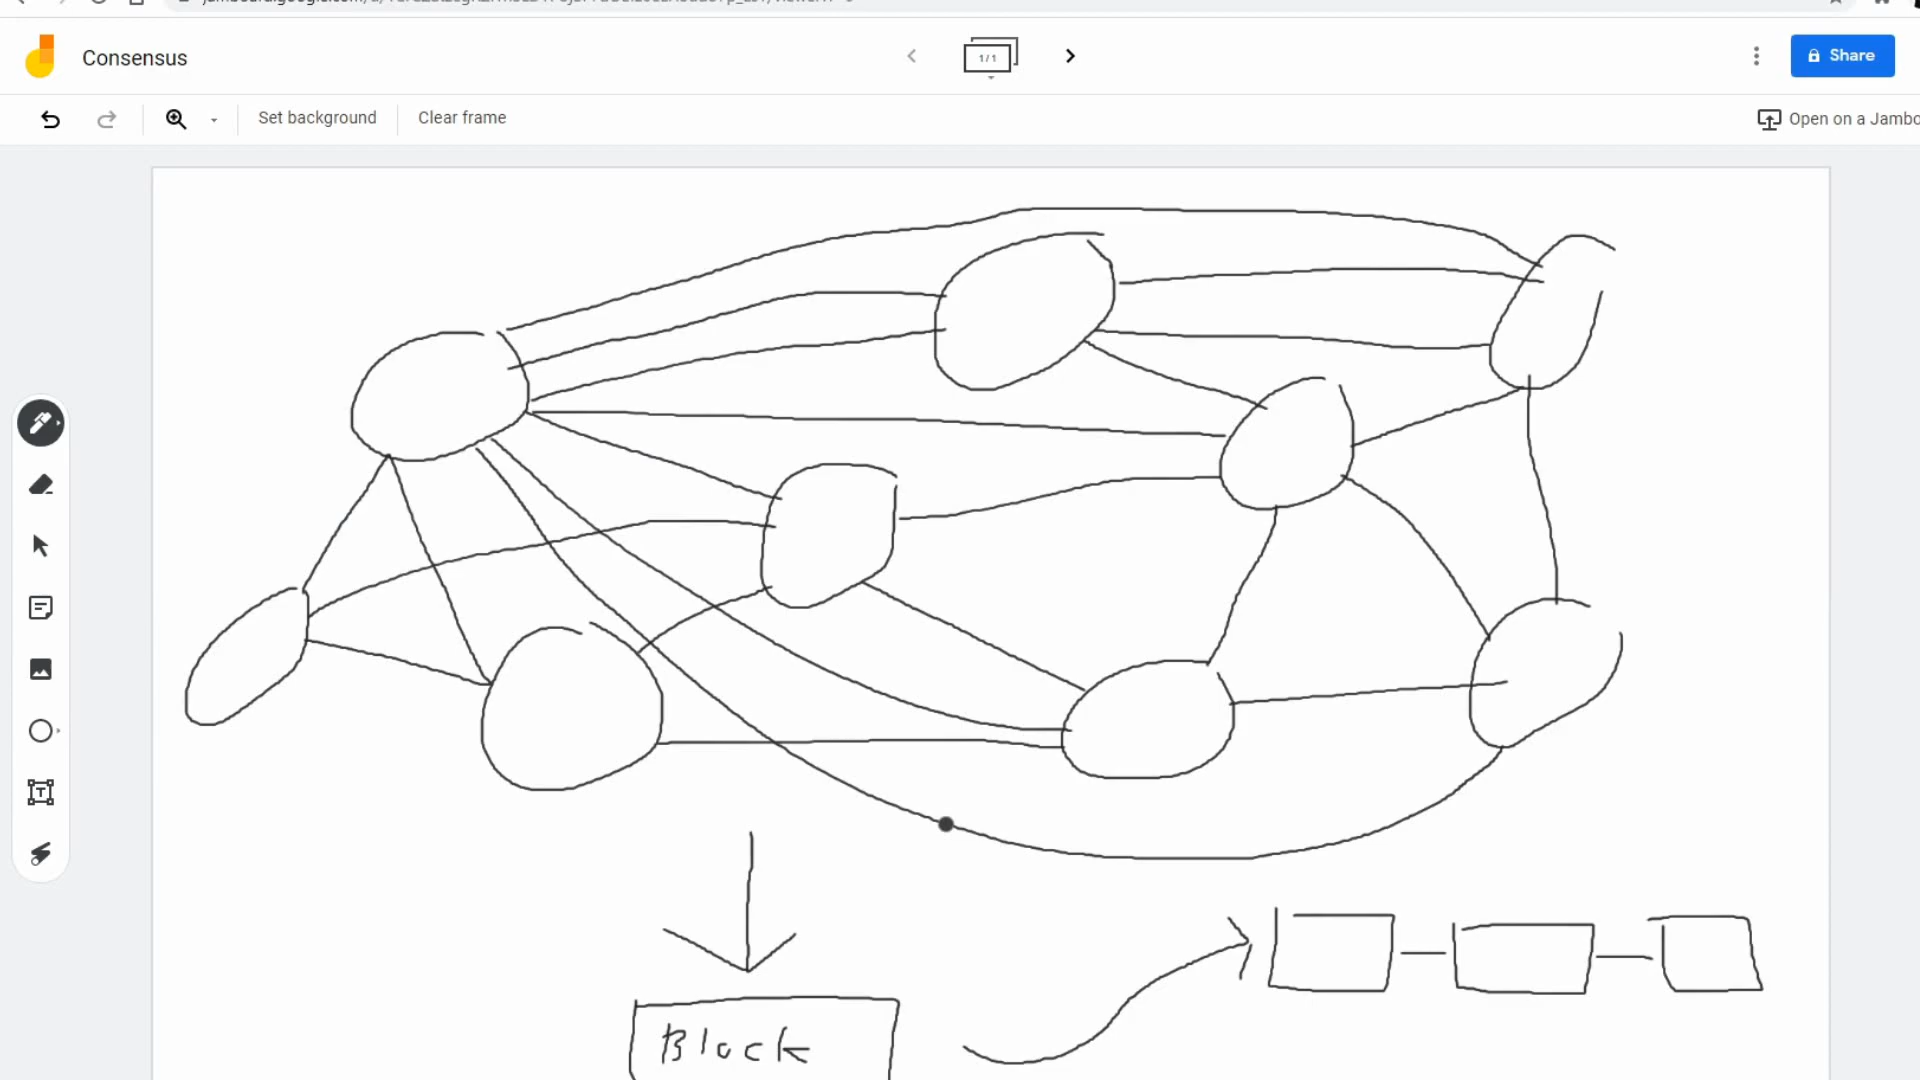 Consensus
1/1
Share
Set background
Clear frame
Open on a Jambo
Block